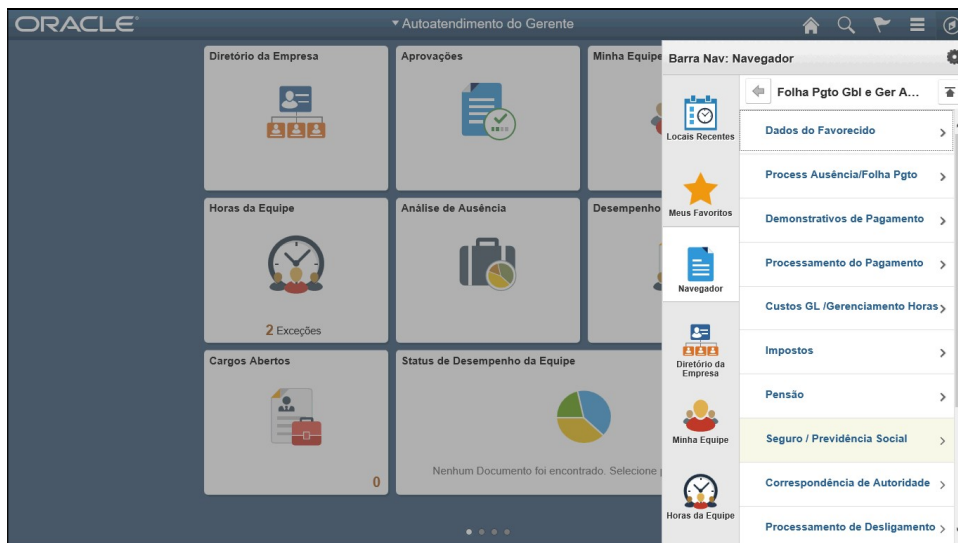 ORACLE
Autoatendimento do Gerente
Diretório da Empresa
Aprovações
Minha Equipe
Horas da Equipe
2 Exceções
Análise de Ausência
Desempenho
Cargos Abertos
0
Status de Desempenho da Equipe
Nenhum Documento foi encontrado. Selecione
Barra Nav: Navegador
Locais Recentes
Meus Favoritos
Navegador
Diretório da
Empresa
Minha Equipe
Horas da Equipe
Folha Pgto Gbl e Ger A...
Dados do Favorecido
Process Ausência/Folha Pgto
Demonstrativos de Pagamento
Processamento do Pagamento
Custos GL /Gerenciamento Horas
Impostos
Pensão
Seguro / Previdência Social
Correspondência de Autoridade
Processamento de Desligamento